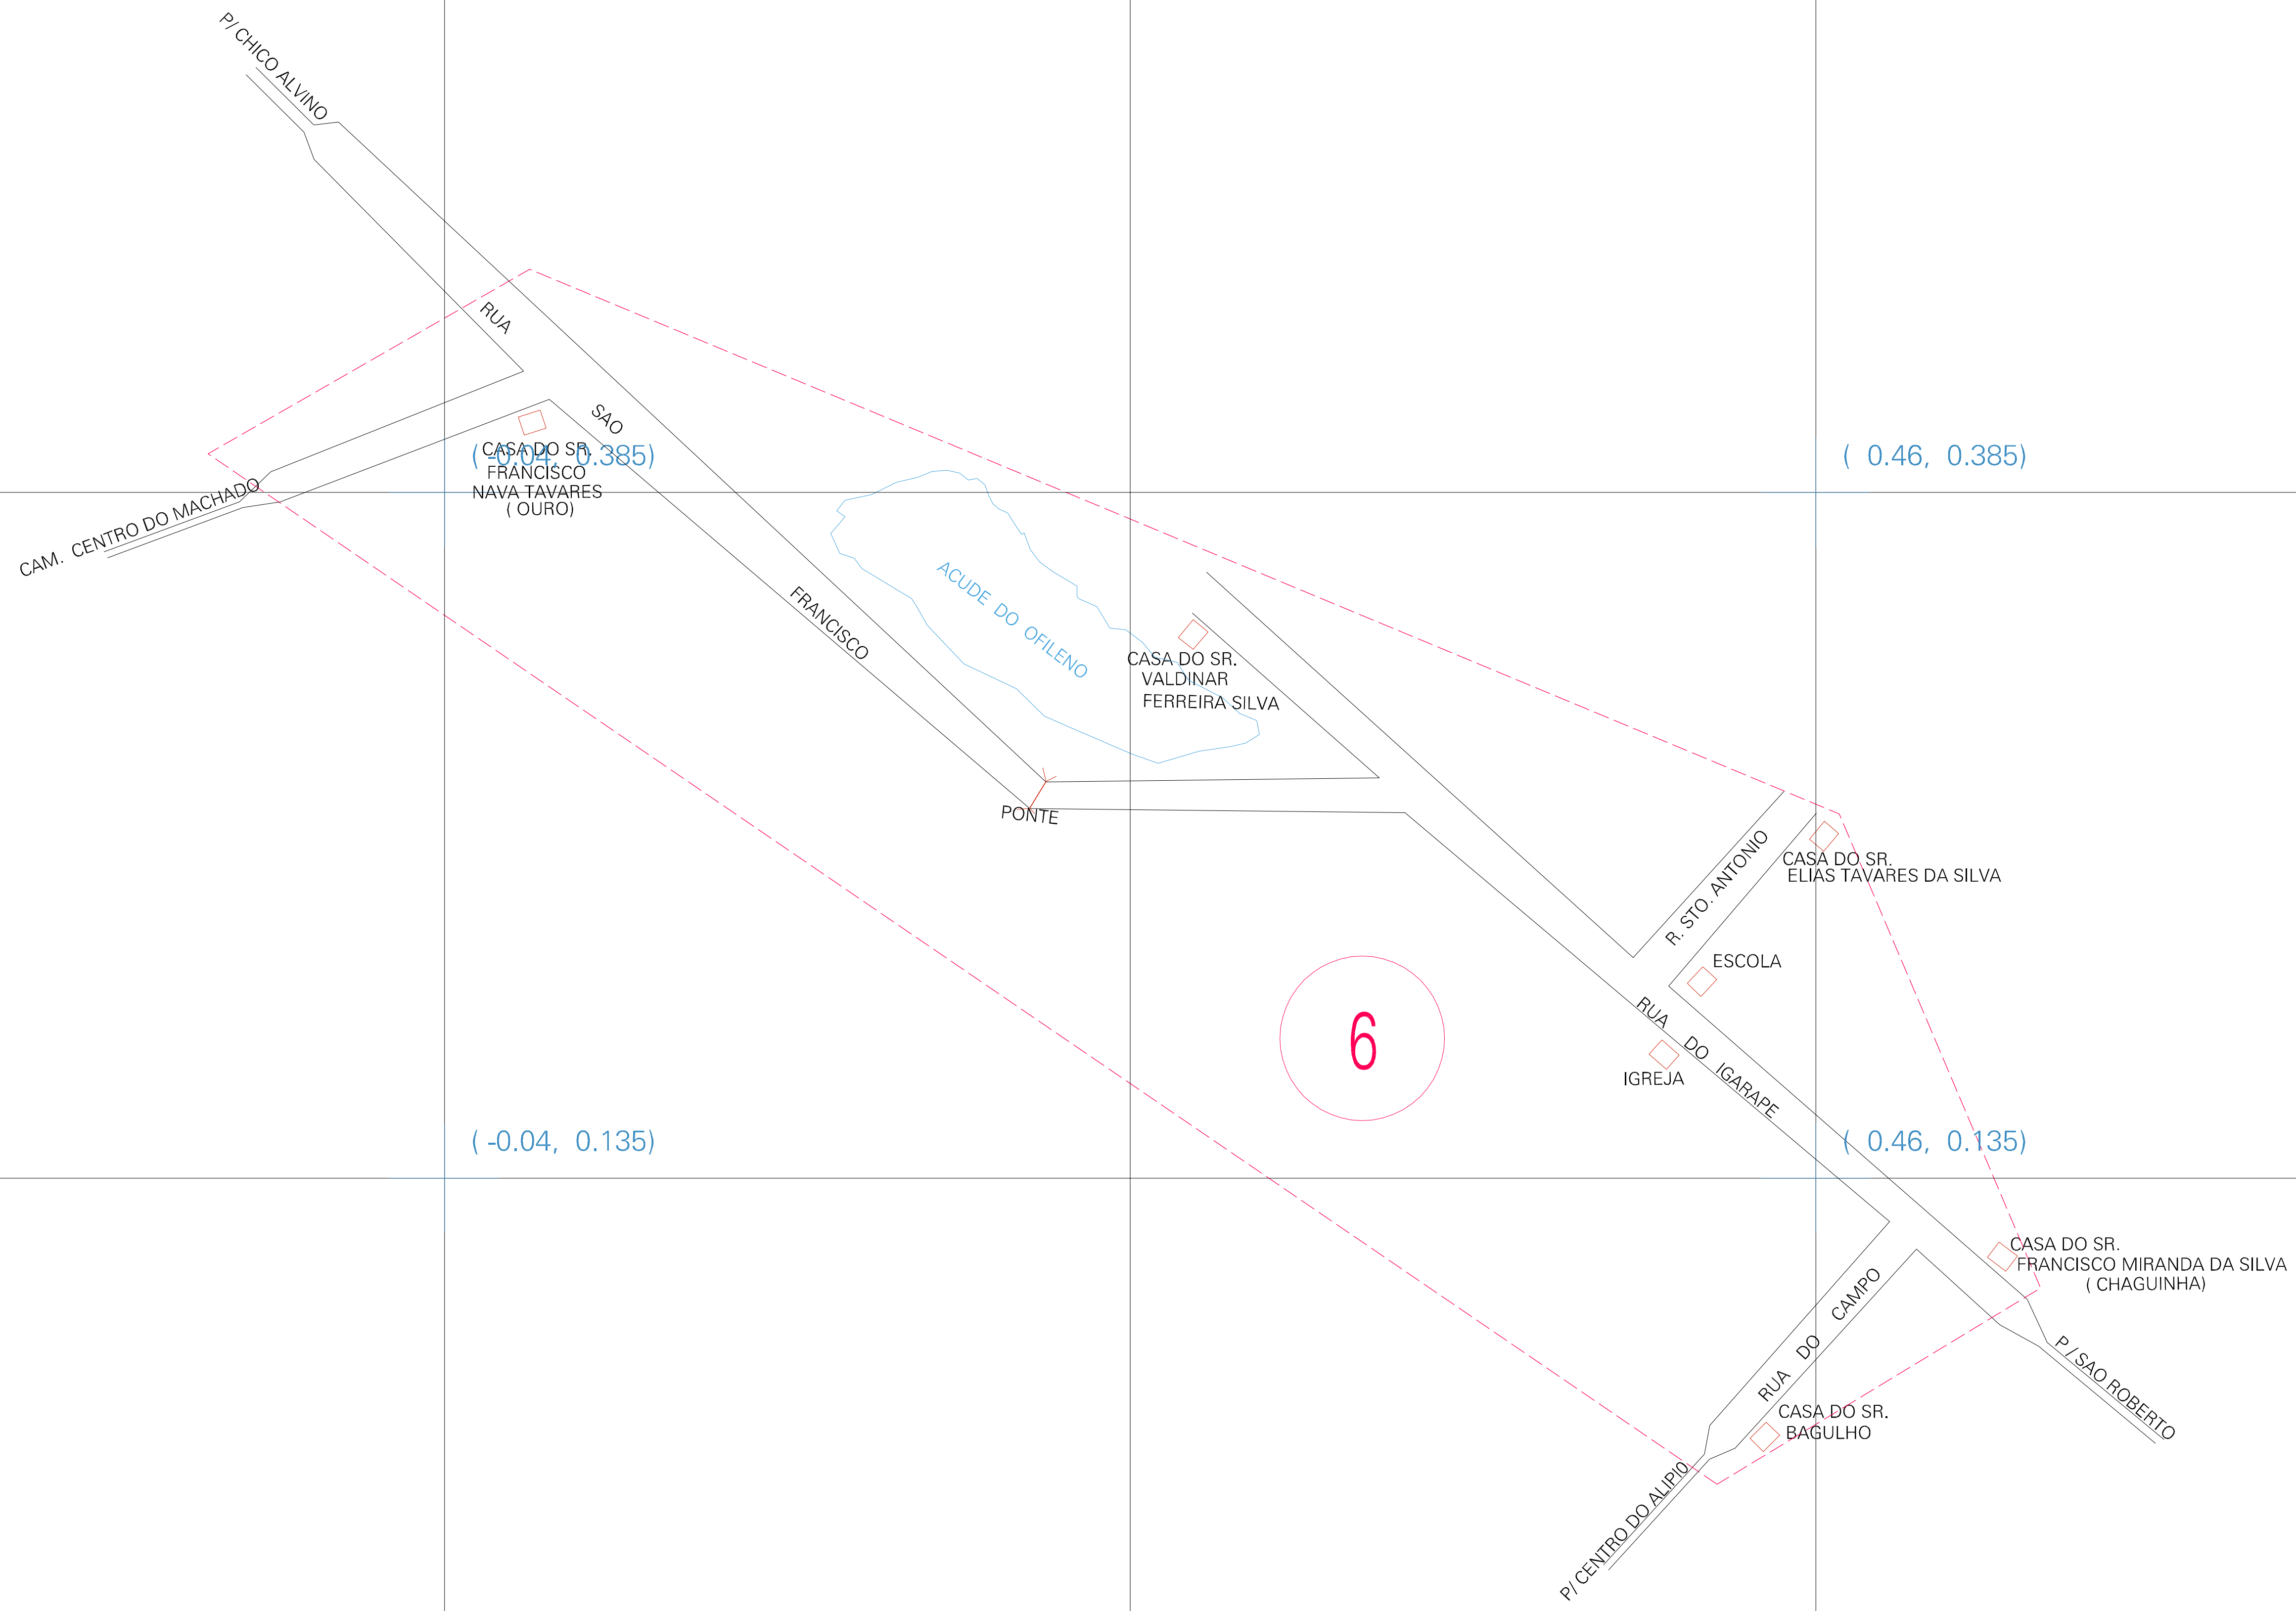 P/ CHICO ALVINO
RUA
SAO
FRANCISCO
CASA DO SR.
FRANCISCO
NAVA TAVARES
( OURO)
( -0.04, 0.385)
( 0.46, 0.385)
CAM. CENTRO DO MACHADO
ACUDE DO OFILENO
CASA DO SR.
VALDINAR
FERREIRA SILVA
PONTE
R. STO. ANTONIO
CASA DO SR.
ELIAS TAVARES DA SILVA
ESCOLA
6
RUA DO IGARAPE
IGREJA
( -0.04, 0.135)
( 0.46, 0.135)
CASA DO SR.
FRANCISCO MIRANDA DA SILVA
( CHAGUINHA)
RUA DO CAMPO
P / SAO ROBERTO
CASA DO SR.
BAGULHO
P/ CENTRO DO ALIPIO